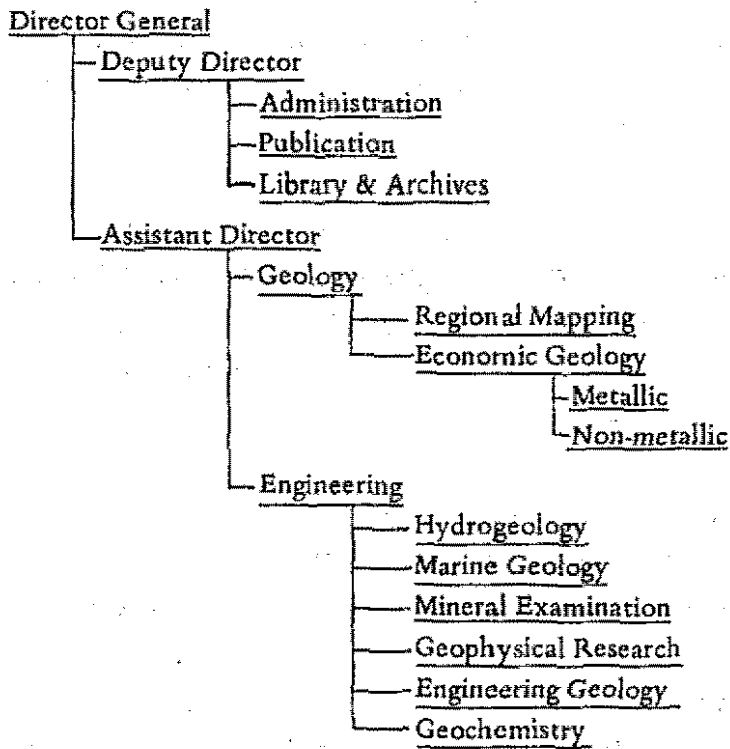 Director General
Deputy Director
Administration
Publication
Library & Archives
Assistant Director
Geology
Regional Mapping
Economic Geology
Metallic
Non-metallic
Engineering
Hydrogeology
Marine Geology
Mineral Examination
Geophysical Research
Engineering Geology
Geochemistry